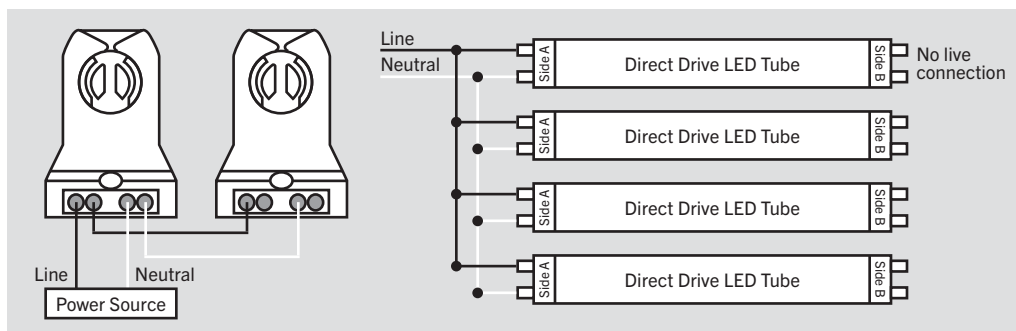 Line
Neutral
Power Source
Line
Neutral
Side A
Direct Drive LED Tube
Side B
No live
connection
Side A
Direct Drive LED Tube
Side B
Side A
Direct Drive LED Tube
Side B
Side A
Direct Drive LED Tube
Side B